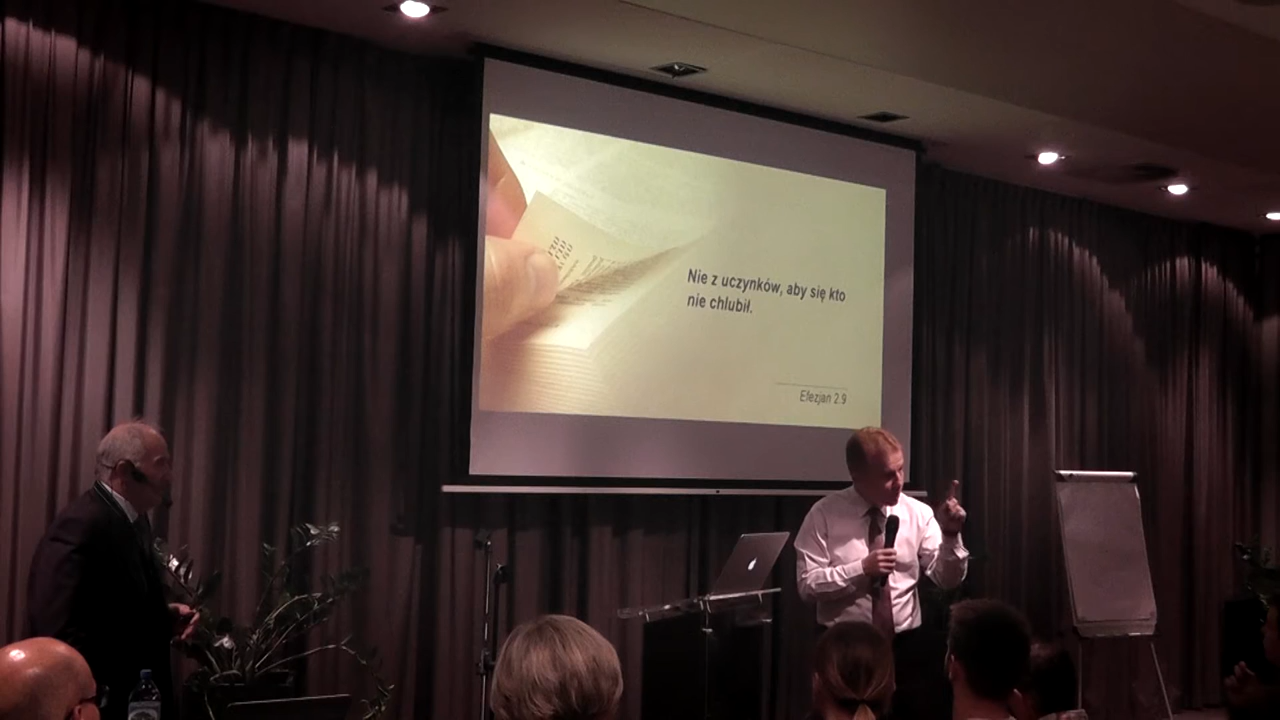 Nie z uczynków, aby się kto
nie chlubił.
Efezjan 2.9